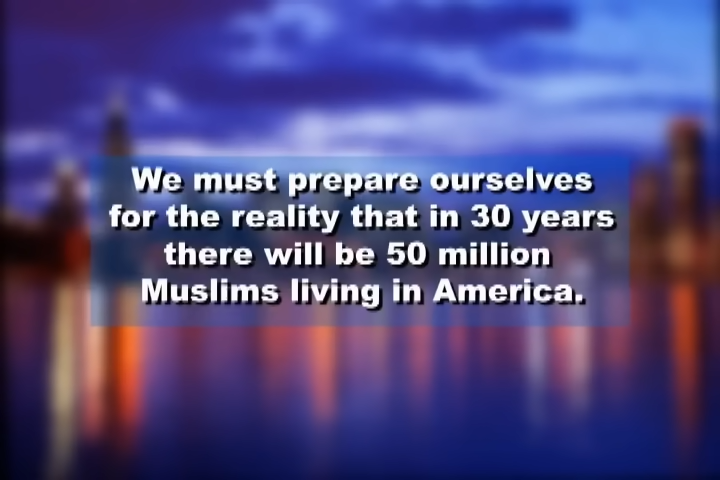 We must prepare ourselves
for the reality that in 30 years
there will be 50 million
Muslims living in America.